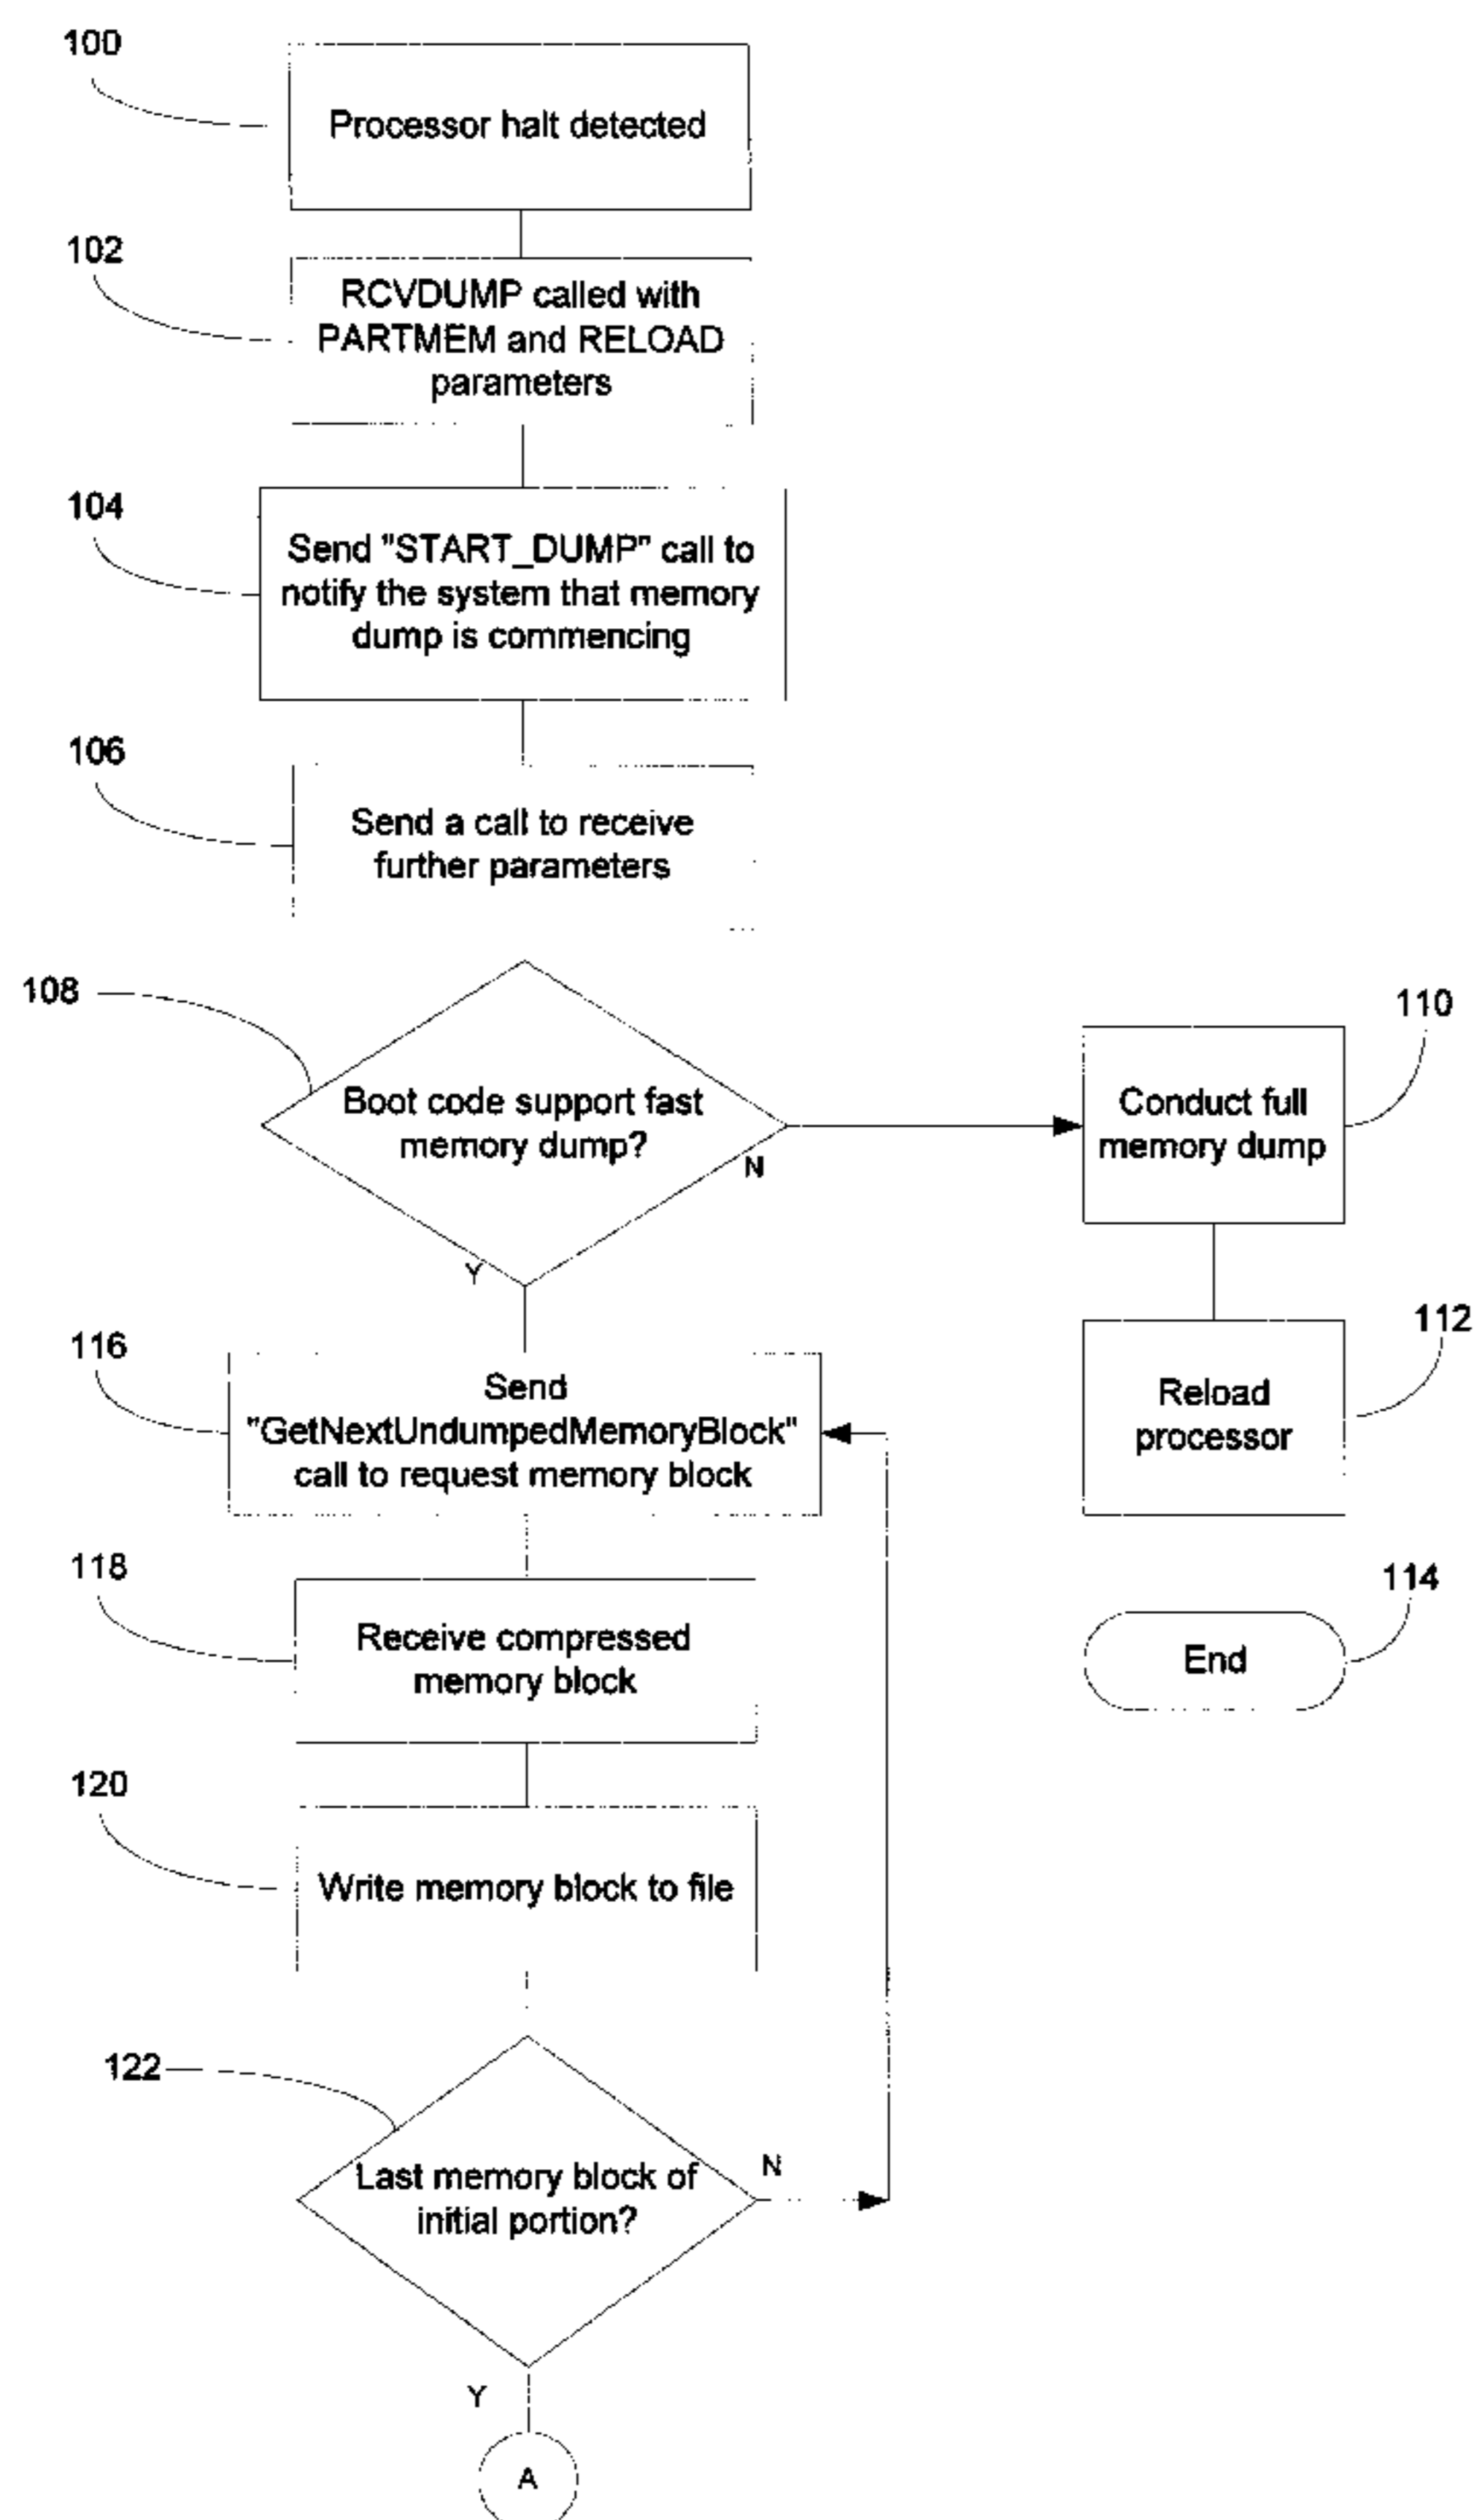 100
Processor halt detected
102
RCVDUMP called with
PARTMEM and RELOAD
parameters
104
Send "START_DUMP" call to
notify the system that memory
dump is commencing
106
Send a call to receive
further parameters
108
Boot code support fast
memory dump?
N
Y
110
Conduct full
memory dump
112
Reload
processor
114
End
116
Send
"GetNextUndumpedMemoryBlock"
call to request memory block
118
Receive compressed
memory block
120
Write memory block to file
122
Last memory block of
initial portion?
N
Y
A